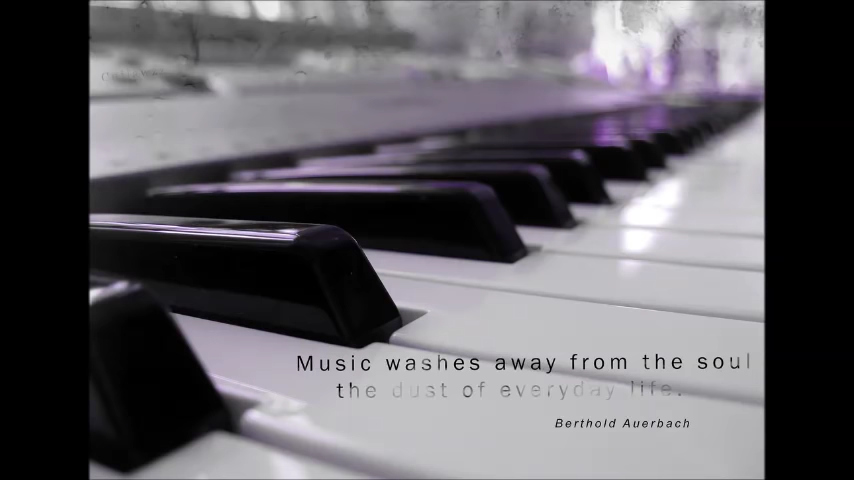 Music washes away from the soul
the dust of everyday life.
Berthold Auerbach